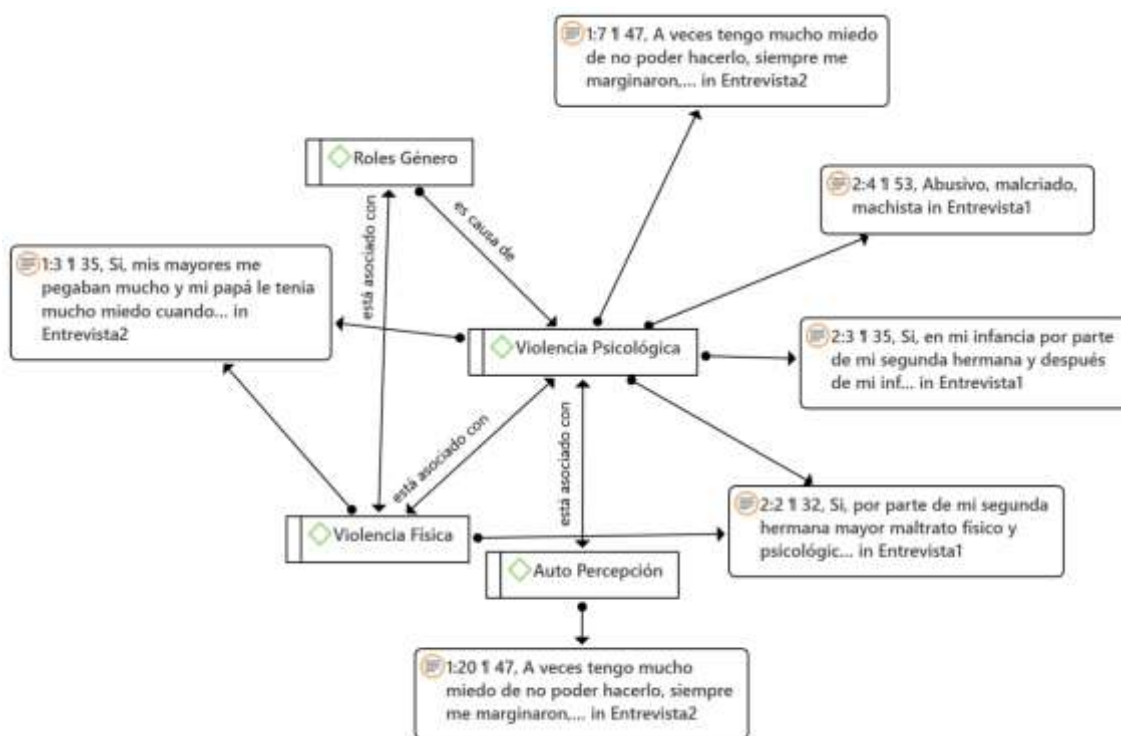 1:7 ¶ 47, A veces tengo mucho miedo
de no poder hacerlo, siempre me
marginaron,... in Entrevista2
Roles Género
2:4 ¶ 53, Abusivo, malcriado,
machista in Entrevista1
es causa de
está asociado con
1:3 ¶ 35, Si, mis mayores me
pegaban mucho y mi papá le tenia
mucho miedo cuando... in
Entrevista2
Violencia Psicológica
2:3 ¶ 35, Si, en mi infancia por parte
de mi segunda hermana y después
de mi inf... in Entrevista1
está asociado con
está asociado con
2:2 ¶ 32, Si, por parte de mi segunda
hermana mayor maltrato físico y
psicológic... in Entrevista1
Violencia Física
Auto Percepción
1:20 ¶ 47, A veces tengo mucho
miedo de no poder hacerlo, siempre
me marginaron,... in Entrevista2